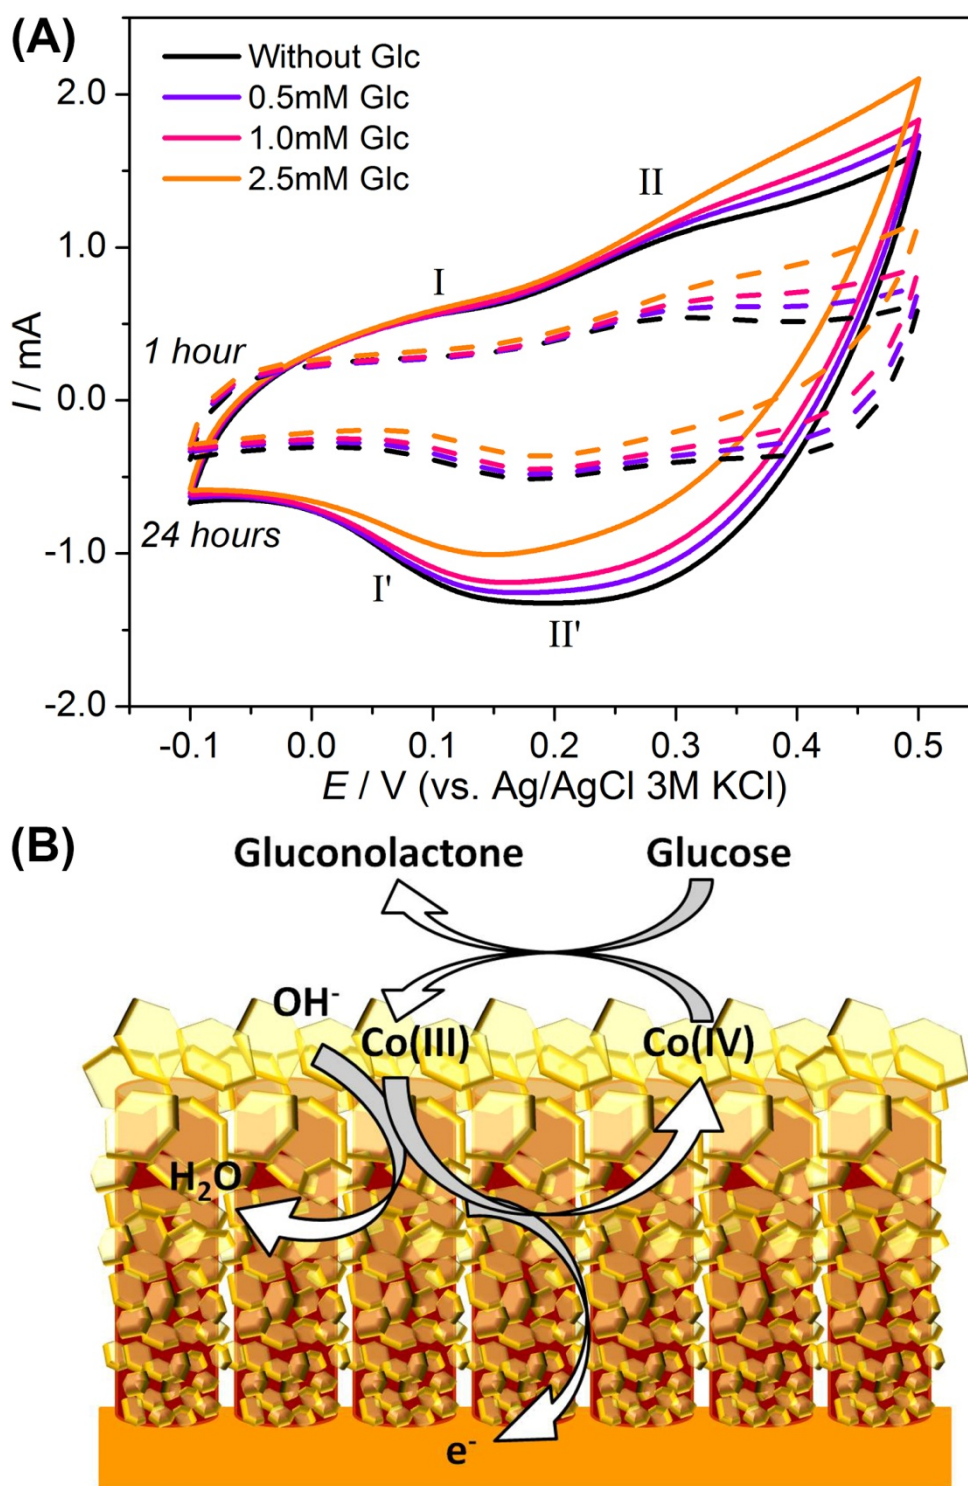 (A)
Without Glc
0.5mM Glc
1.0mM Glc
2.5mM Glc
II
I
1 hour
24 hours
I'
II'
2.0
1.0
0.0
-1.0
-2.0
I / mA
-0.1 0.0 0.1 0.2 0.3 0.4 0.5
E / V (vs. Ag/AgCl 3M KCl)
(B)
Gluconolactone Glucose
OH⁻
Co(III) Co(IV)
H₂O
e⁻